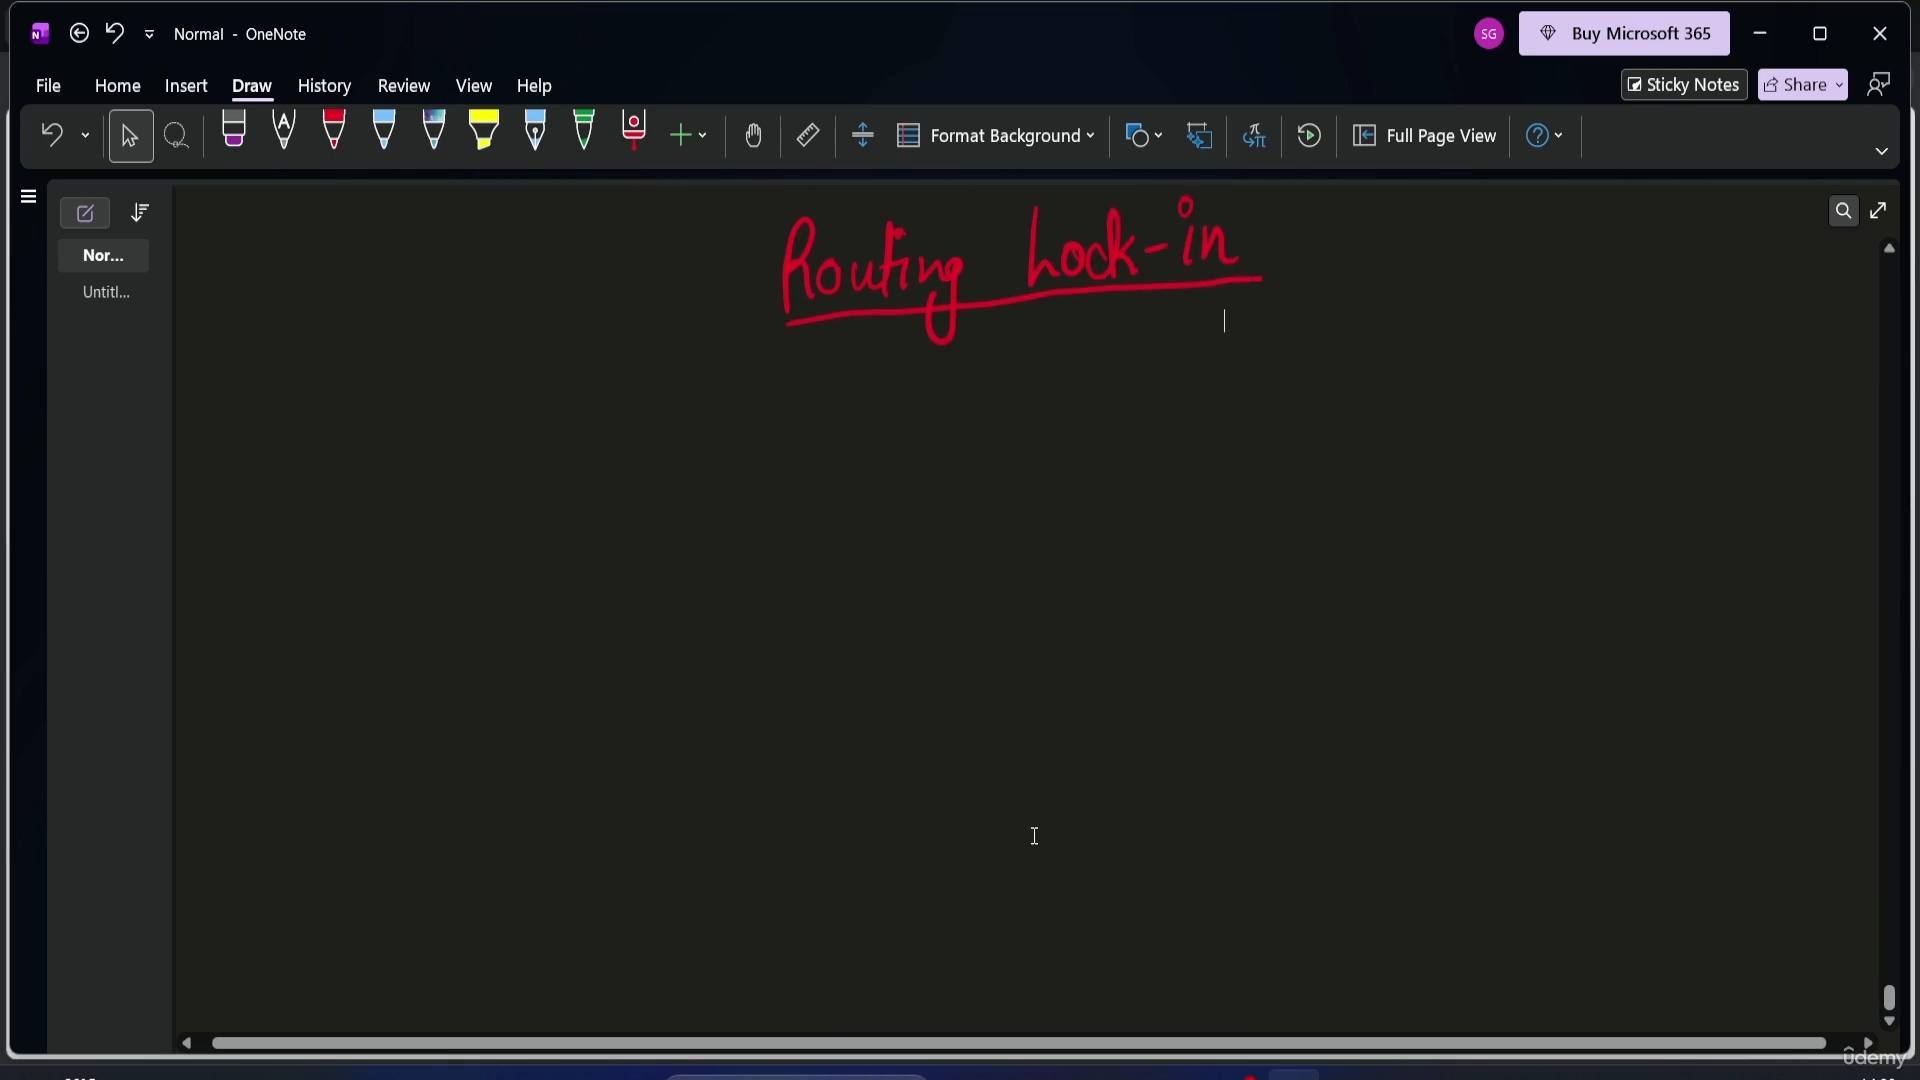 Normal - OneNote
SG
Buy Microsoft 365
File Home Insert Draw History Review View Help
Sticky Notes
Share
Format Background
Full Page View
Nor...
Untitl...
Routing Lock-in
udemy